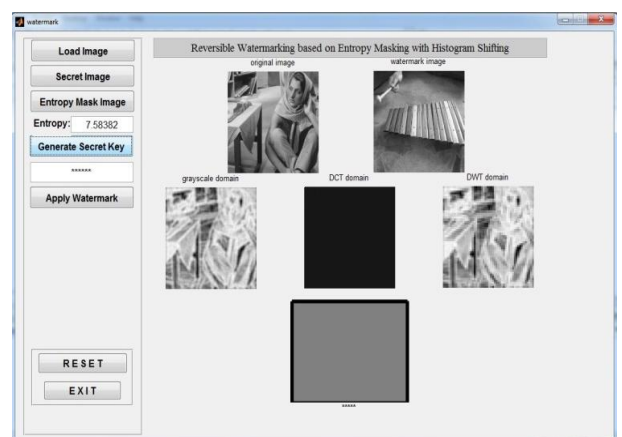 watermark
Load Image
Secret Image
Entropy Mask Image
Entropy: 7.58382
Generate Secret Key
******
Apply Watermark
RESET
EXIT
Reversible Watermarking based on Entropy Masking with Histogram Shifting
original image
watermark image
grayscale domain
DCT domain
DWT domain
*****